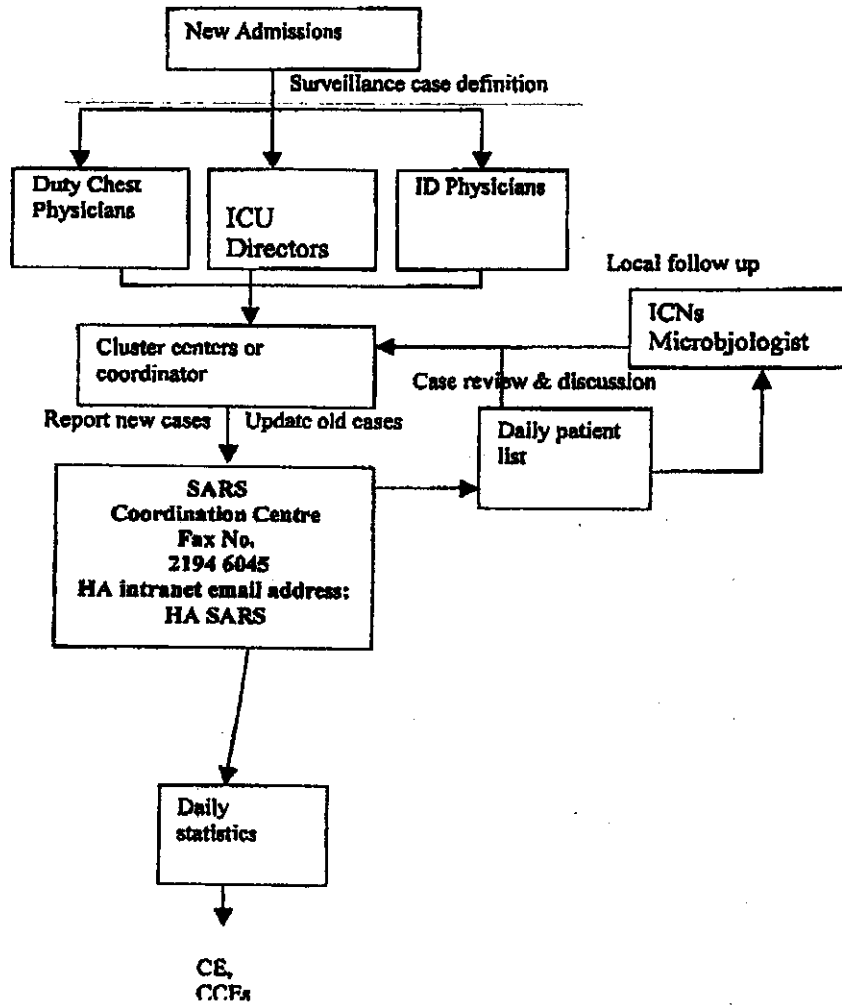 New Admissions
Surveillance case definition
Duty Chest
Physicians
ICU
Directors
ID Physicians
Local follow up
ICNs
Microbjologist
Cluster centers or
coordinator
Case review & discussion
Report new cases
Update old cases
Daily patient
list
SARS
Coordination Centre
Fax No.
2194 6045
HA intranet email address:
HA SARS
Daily
statistics
CE,
CCEs